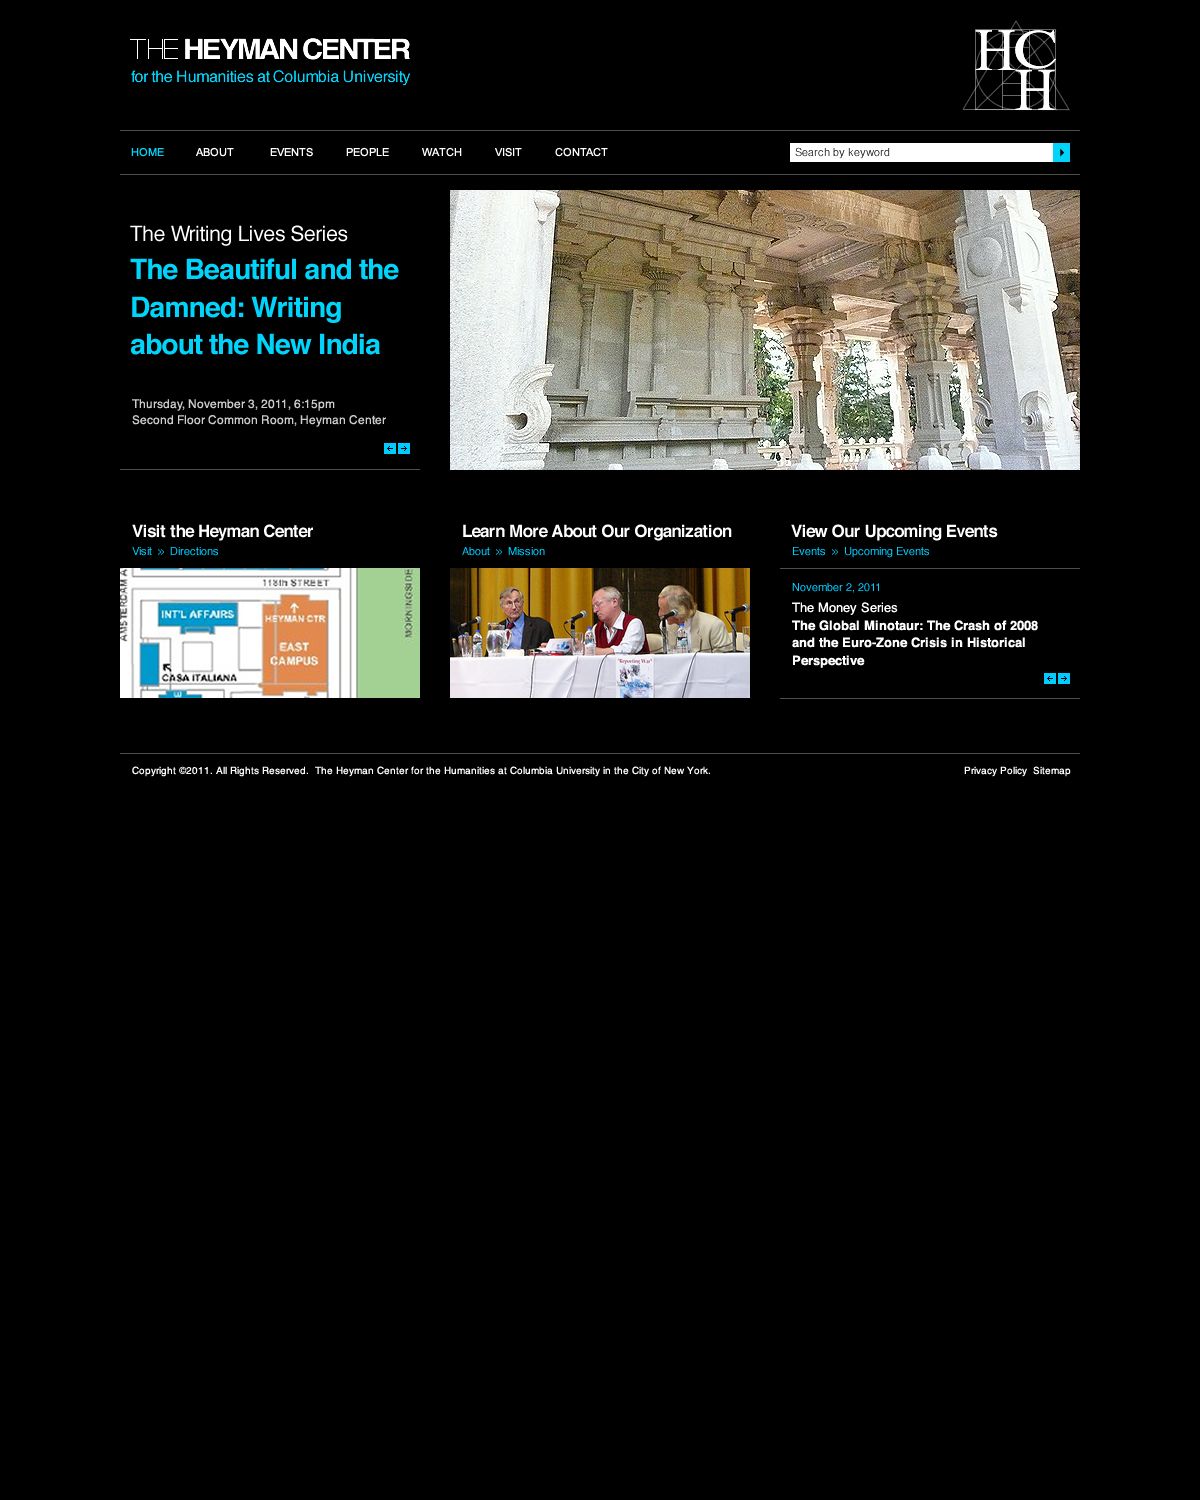 THE HEYMAN CENTER
for the Humanities at Columbia University
HCH
HOME ABOUT EVENTS PEOPLE WATCH VISIT CONTACT
Search by keyword
The Writing Lives Series
The Beautiful and the
Damned: Writing
about the New India
Thursday, November 3, 2011, 6:15pm
Second Floor Common Room, Heyman Center
Visit the Heyman Center
Visit » Directions
AMSTERDAM A
118th STREET
MORNINGSIDE
INT'L AFFAIRS
HEYMAN CTR
EAST
CAMPUS
CASA ITALIANA
Learn More About Our Organization
About » Mission
"Reporting War"
View Our Upcoming Events
Events » Upcoming Events
November 2, 2011
The Money Series
The Global Minotaur: The Crash of 2008
and the Euro-Zone Crisis in Historical
Perspective
Copyright ©2011. All Rights Reserved. The Heyman Center for the Humanities at Columbia University in the City of New York.
Privacy Policy Sitemap